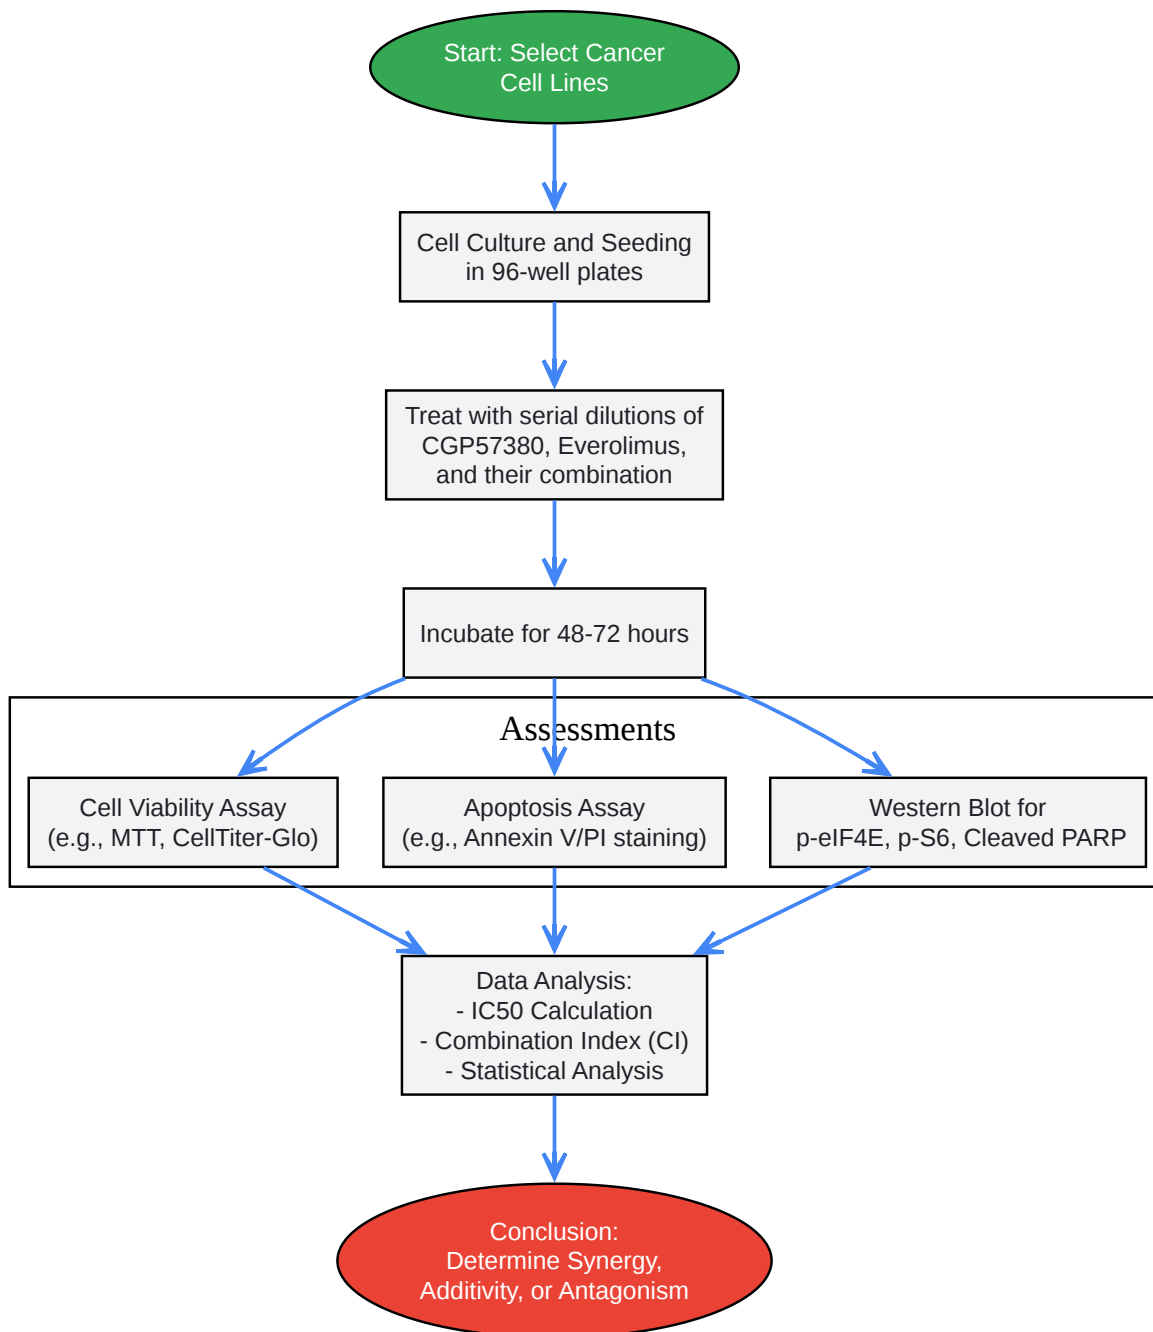 Start: Select Cancer
Cell Lines
Cell Culture and Seeding
in 96-well plates
Treat with serial dilutions of
CGP57380, Everolimus,
and their combination
Incubate for 48-72 hours
Assessments
Cell Viability Assay
(e.g., MTT, CellTiter-Glo)
Apoptosis Assay
(e.g., Annexin V/PI staining)
Western Blot for
p-eIF4E, p-S6, Cleaved PARP
Data Analysis:
- IC50 Calculation
- Combination Index (CI)
- Statistical Analysis
Conclusion:
Determine Synergy,
Additivity, or Antagonism